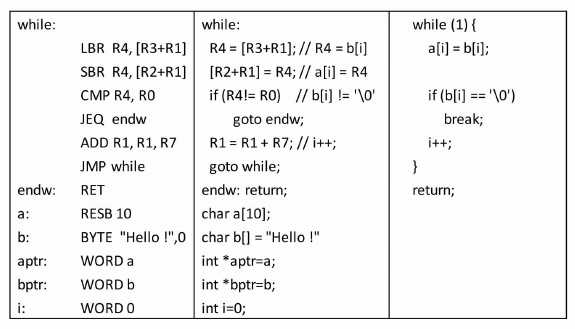 while: while: while (1) {
LBR R4, [R3+R1] R4 = [R3+R1]; // R4 = b[i] a[i] = b[i];
SBR R4, [R2+R1] [R2+R1] = R4; // a[i] = R4
CMP R4, R0 if (R4!= R0) // b[i] != '\0' if (b[i] == '\0')
JEQ endw goto endw; break;
ADD R1, R1, R7 R1 = R1 + R7; // i++; i++;
JMP while goto while; }
endw: RET endw: return; return;
a: RESB 10 char a[10];
b: BYTE "Hello !",0 char b[] = "Hello !"
aptr: WORD a int *aptr=a;
bptr: WORD b int *bptr=b;
i: WORD 0 int i=0;